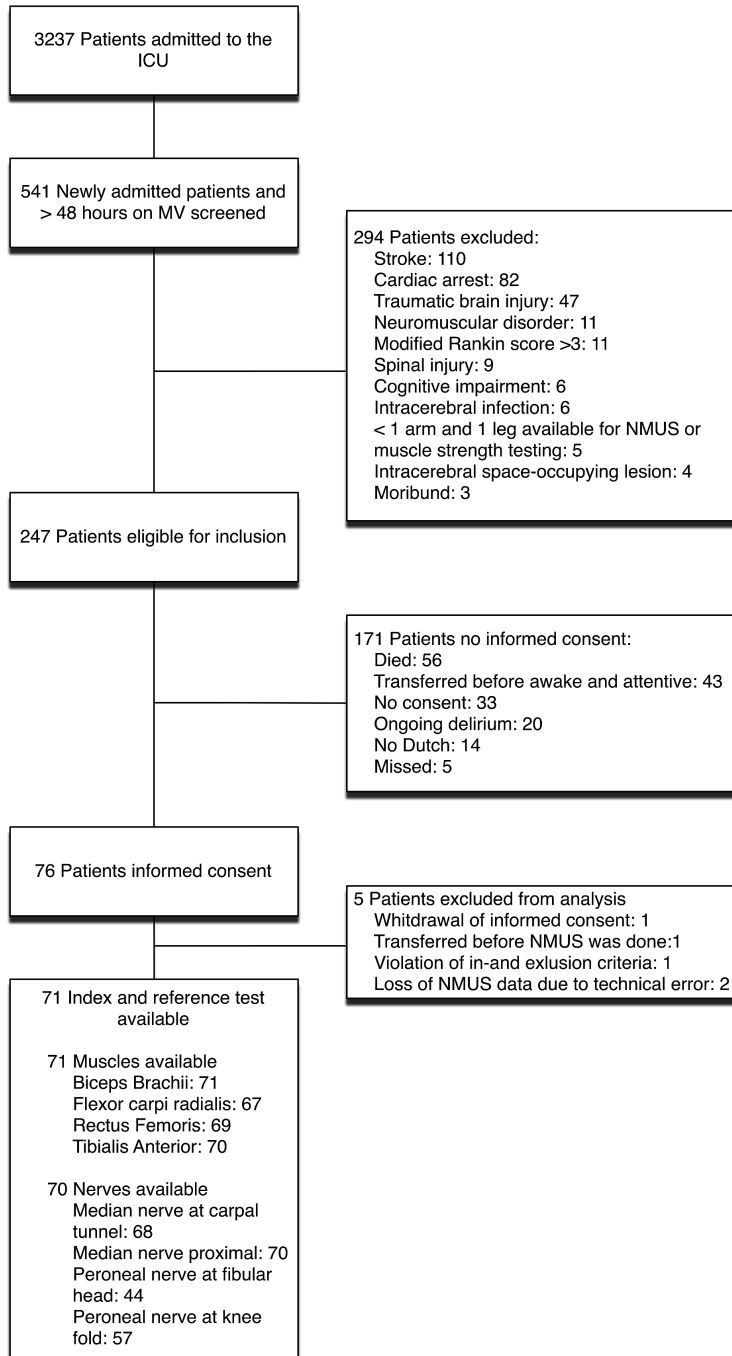 3237 Patients admitted to the
ICU
541 Newly admitted patients and
> 48 hours on MV screened
294 Patients excluded:
Stroke: 110
Cardiac arrest: 82
Traumatic brain injury: 47
Neuromuscular disorder: 11
Modified Rankin score >3: 11
Spinal injury: 9
Cognitive impairment: 6
Intracerebral infection: 6
< 1 arm and 1 leg available for NMUS or
muscle strength testing: 5
Intracerebral space-occupying lesion: 4
Moribund: 3
247 Patients eligible for inclusion
171 Patients no informed consent:
Died: 56
Transferred before awake and attentive: 43
No consent: 33
Ongoing delirium: 20
No Dutch: 14
Missed: 5
76 Patients informed consent
5 Patients excluded from analysis
Whitdrawal of informed consent: 1
Transferred before NMUS was done:1
Violation of in-and exlusion criteria: 1
Loss of NMUS data due to technical error: 2
71 Index and reference test
available
71 Muscles available
Biceps Brachii: 71
Flexor carpi radialis: 67
Rectus Femoris: 69
Tibialis Anterior: 70
70 Nerves available
Median nerve at carpal
tunnel: 68
Median nerve proximal: 70
Peroneal nerve at fibular
head: 44
Peroneal nerve at knee
fold: 57